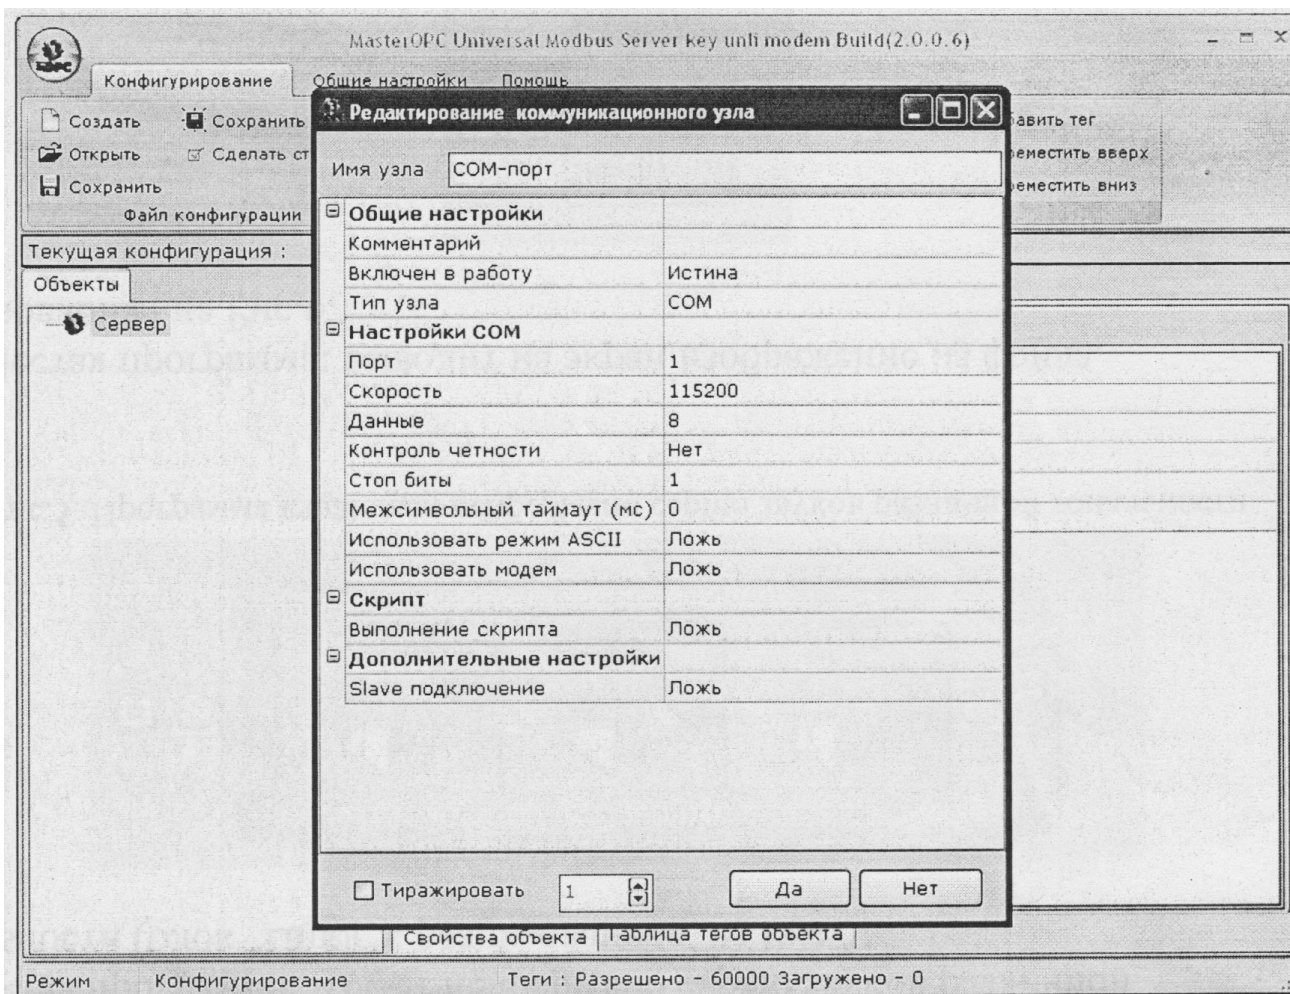 MasterOPC Universal Modbus Server key unli modem Build(2.0.0.6)
Конфигурирование Общие настройки Помощь
Создать Сохранить
Открыть Сделать ст
Сохранить
Файл конфигурации
бавить тег
реместить вверх
реместить вниз
Текущая конфигурация :
Объекты
Сервер
Редактирование коммуникационного узла
Имя узла COM-порт
Общие настройки
Комментарий
Включен в работу Истина
Тип узла COM
Настройки COM
Порт 1
Скорость 115200
Данные 8
Контроль четности Нет
Стоп биты 1
Межсимвольный таймаут (мс) 0
Использовать режим ASCII Ложь
Использовать модем Ложь
Скрипт
Выполнение скрипта Ложь
Дополнительные настройки
Slave подключение Ложь
Тиражировать 1 Да Нет
Свойства объекта Таблица тегов объекта
Режим Конфигурирование Теги : Разрешено - 60000 Загружено - 0